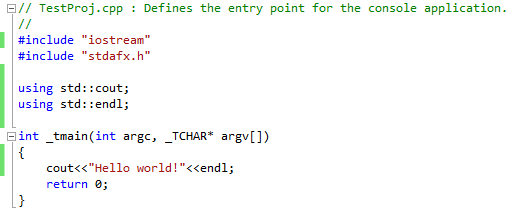 // TestProj.cpp : Defines the entry point for the console application.
//
#include "iostream"
#include "stdafx.h"
using std::cout;
using std::endl;
int _tmain(int argc, _TCHAR* argv[])
{
cout<<"Hello world!"<<endl;
return 0;
}